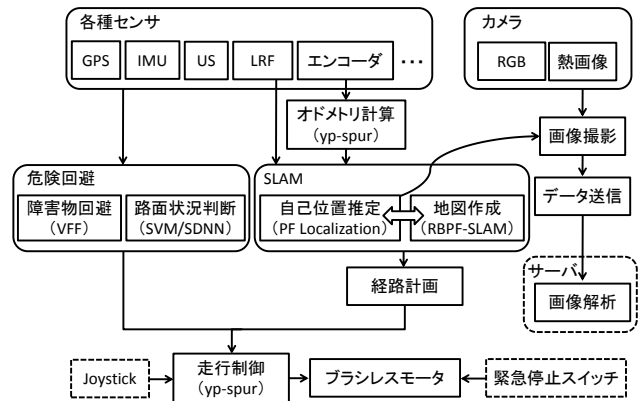 各種センサ
カメラ
GPS
IMU
US
LRF
エンコーダ
・・・
RGB
熱画像
オドメトリ計算
(yp-spur)
画像撮影
危険回避
SLAM
障害物回避
(VFF)
路面状況判断
(SVM/SDNN)
自己位置推定
(PF Localization)
地図作成
(RBPF-SLAM)
データ送信
経路計画
サーバ
画像解析
Joystick
走行制御
(yp-spur)
ブラシレスモータ
緊急停止スイッチ